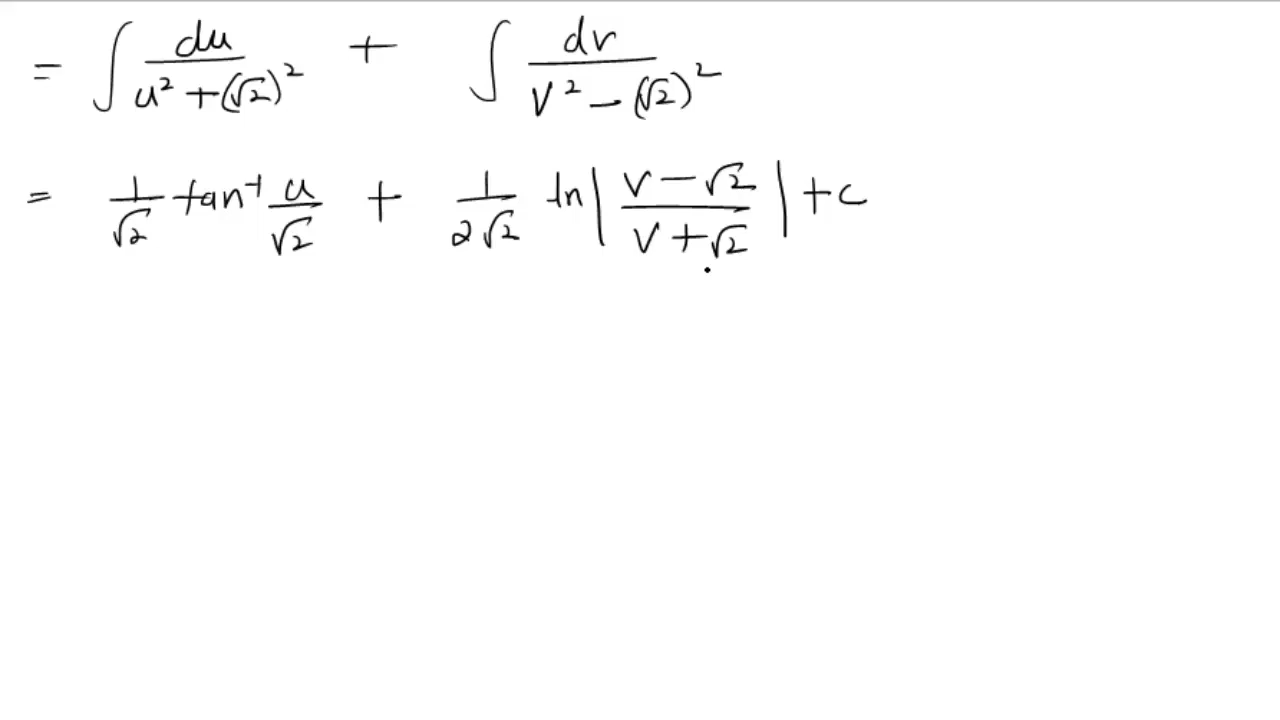 = ∫ du/(u² + (√2)²) + ∫ dv/(v² − (√2)²)
= 1/√2 tan⁻¹ u/√2 + 1/(2√2) ln |(v − √2)/(v + √2)| + c